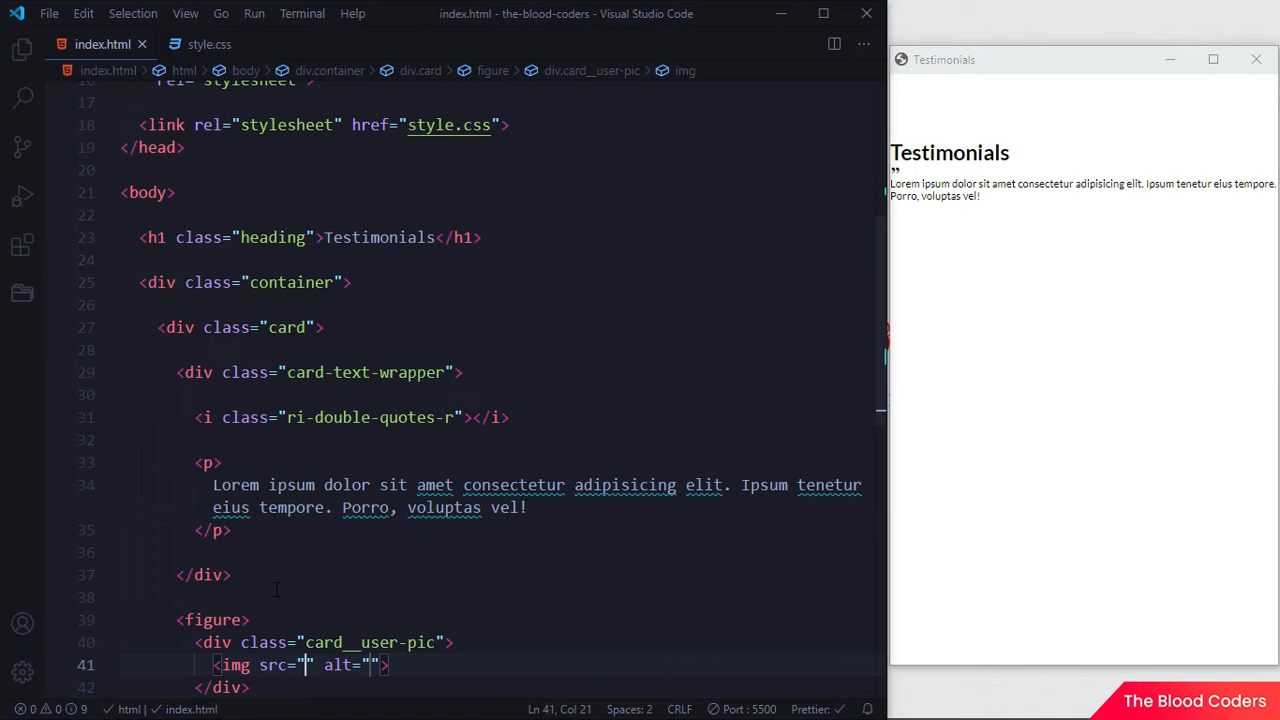 File Edit Selection View Go Run Terminal Help index.html - the-blood-coders - Visual Studio Code
index.html style.css
index.html > html > body > div.container > div.card > figure > div.card__user-pic > img
Testimonials
16 rel="stylesheet">
17
18 <link rel="stylesheet" href="style.css">
19 </head>
20
21 <body>
22
23 <h1 class="heading">Testimonials</h1>
24
25 <div class="container">
26
27 <div class="card">
28
29 <div class="card-text-wrapper">
30
31 <i class="ri-double-quotes-r"></i>
32
33 <p>
34 Lorem ipsum dolor sit amet consectetur adipisicing elit. Ipsum tenetur
eius tempore. Porro, voluptas vel!
35 </p>
36
37 </div>
38
39 <figure>
40 <div class="card__user-pic">
41 <img src="" alt="">
42 </div>
Testimonials
”
Lorem ipsum dolor sit amet consectetur adipisicing elit. Ipsum tenetur eius tempore.
Porro, voluptas vel!
0 0 9 html | index.html Ln 41, Col 21 Spaces: 2 CRLF Port : 5500 Prettier:
The Blood Coders